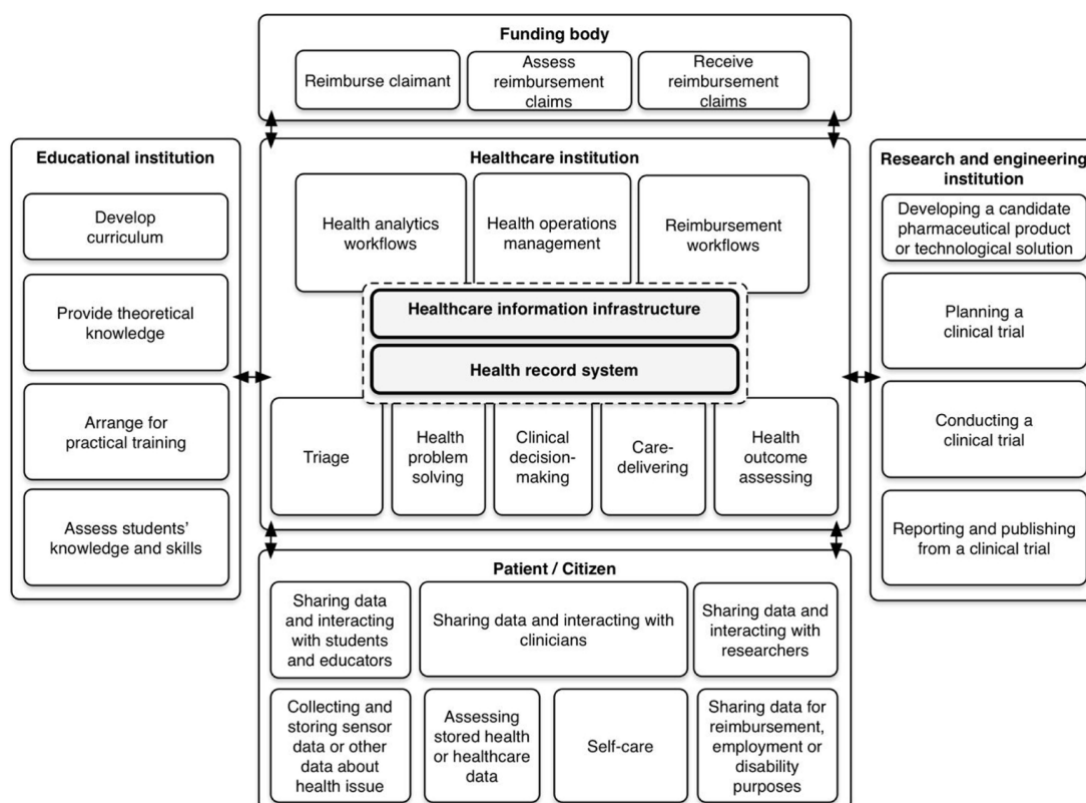 Funding body
Reimburse claimant
Assess
reimbursement
claims
Receive
reimbursement
claims
Educational institution
Develop
curriculum
Provide theoretical
knowledge
Arrange for
practical training
Assess students'
knowledge and skills
Healthcare institution
Health analytics
workflows
Health operations
management
Reimbursement
workflows
Healthcare information infrastructure
Health record system
Triage
Health
problem
solving
Clinical
decision-
making
Care-
delivering
Health
outcome
assessing
Research and engineering
institution
Developing a candidate
pharmaceutical product
or technological solution
Planning a
clinical trial
Conducting a
clinical trial
Reporting and publishing
from a clinical trial
Patient / Citizen
Sharing data
and interacting
with students
and educators
Sharing data and interacting with
clinicians
Sharing data and
interacting with
researchers
Collecting and
storing sensor
data or other
data about
health issue
Assessing
stored health
or healthcare
data
Self-care
Sharing data for
reimbursement,
employment or
disability
purposes